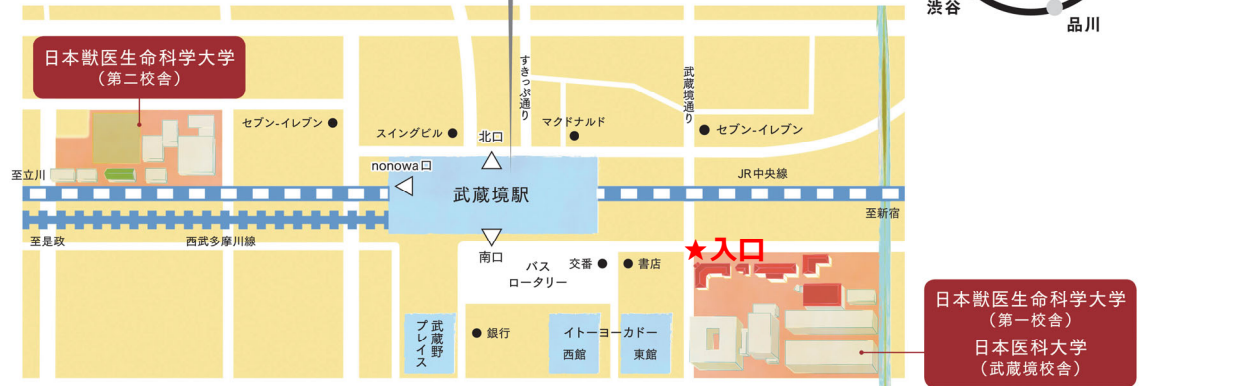 渋谷
品川
日本獣医生命科学大学
（第二校舎）
すきっぷ通り
武蔵境通り
セブン-イレブン
スイングビル
北口
マクドナルド
セブン-イレブン
nonowa口
至立川
武蔵境駅
JR中央線
至新宿
至是政
西武多摩川線
南口
バス
ロータリー
交番
書店
★入口
武蔵野
プレイス
銀行
イトーヨーカドー
西館
東館
日本獣医生命科学大学
（第一校舎）
日本医科大学
（武蔵境校舎）